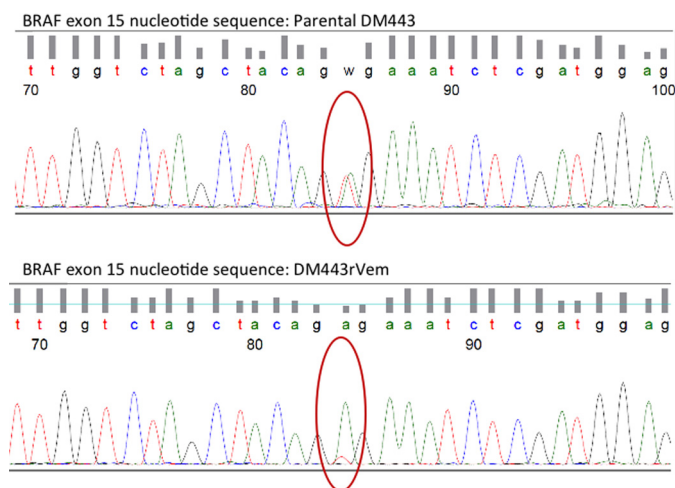 BRAF exon 15 nucleotide sequence: Parental DM443
t t g g t c t a g c t a c a g w g a a a t c t c g a t g g a g
70 80 90 100
BRAF exon 15 nucleotide sequence: DM443rVem
t t g g t c t a g c t a c a g a g a a a t c t c g a t g g a g
70 80 90